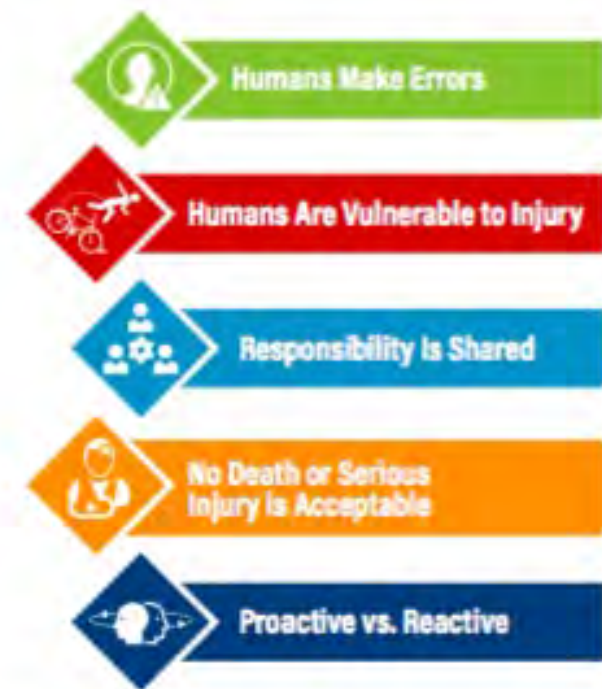 Humans Make Errors
Humans Are Vulnerable to Injury
Responsibility Is Shared
No Death or Serious
Injury is Acceptable
Proactive vs. Reactive